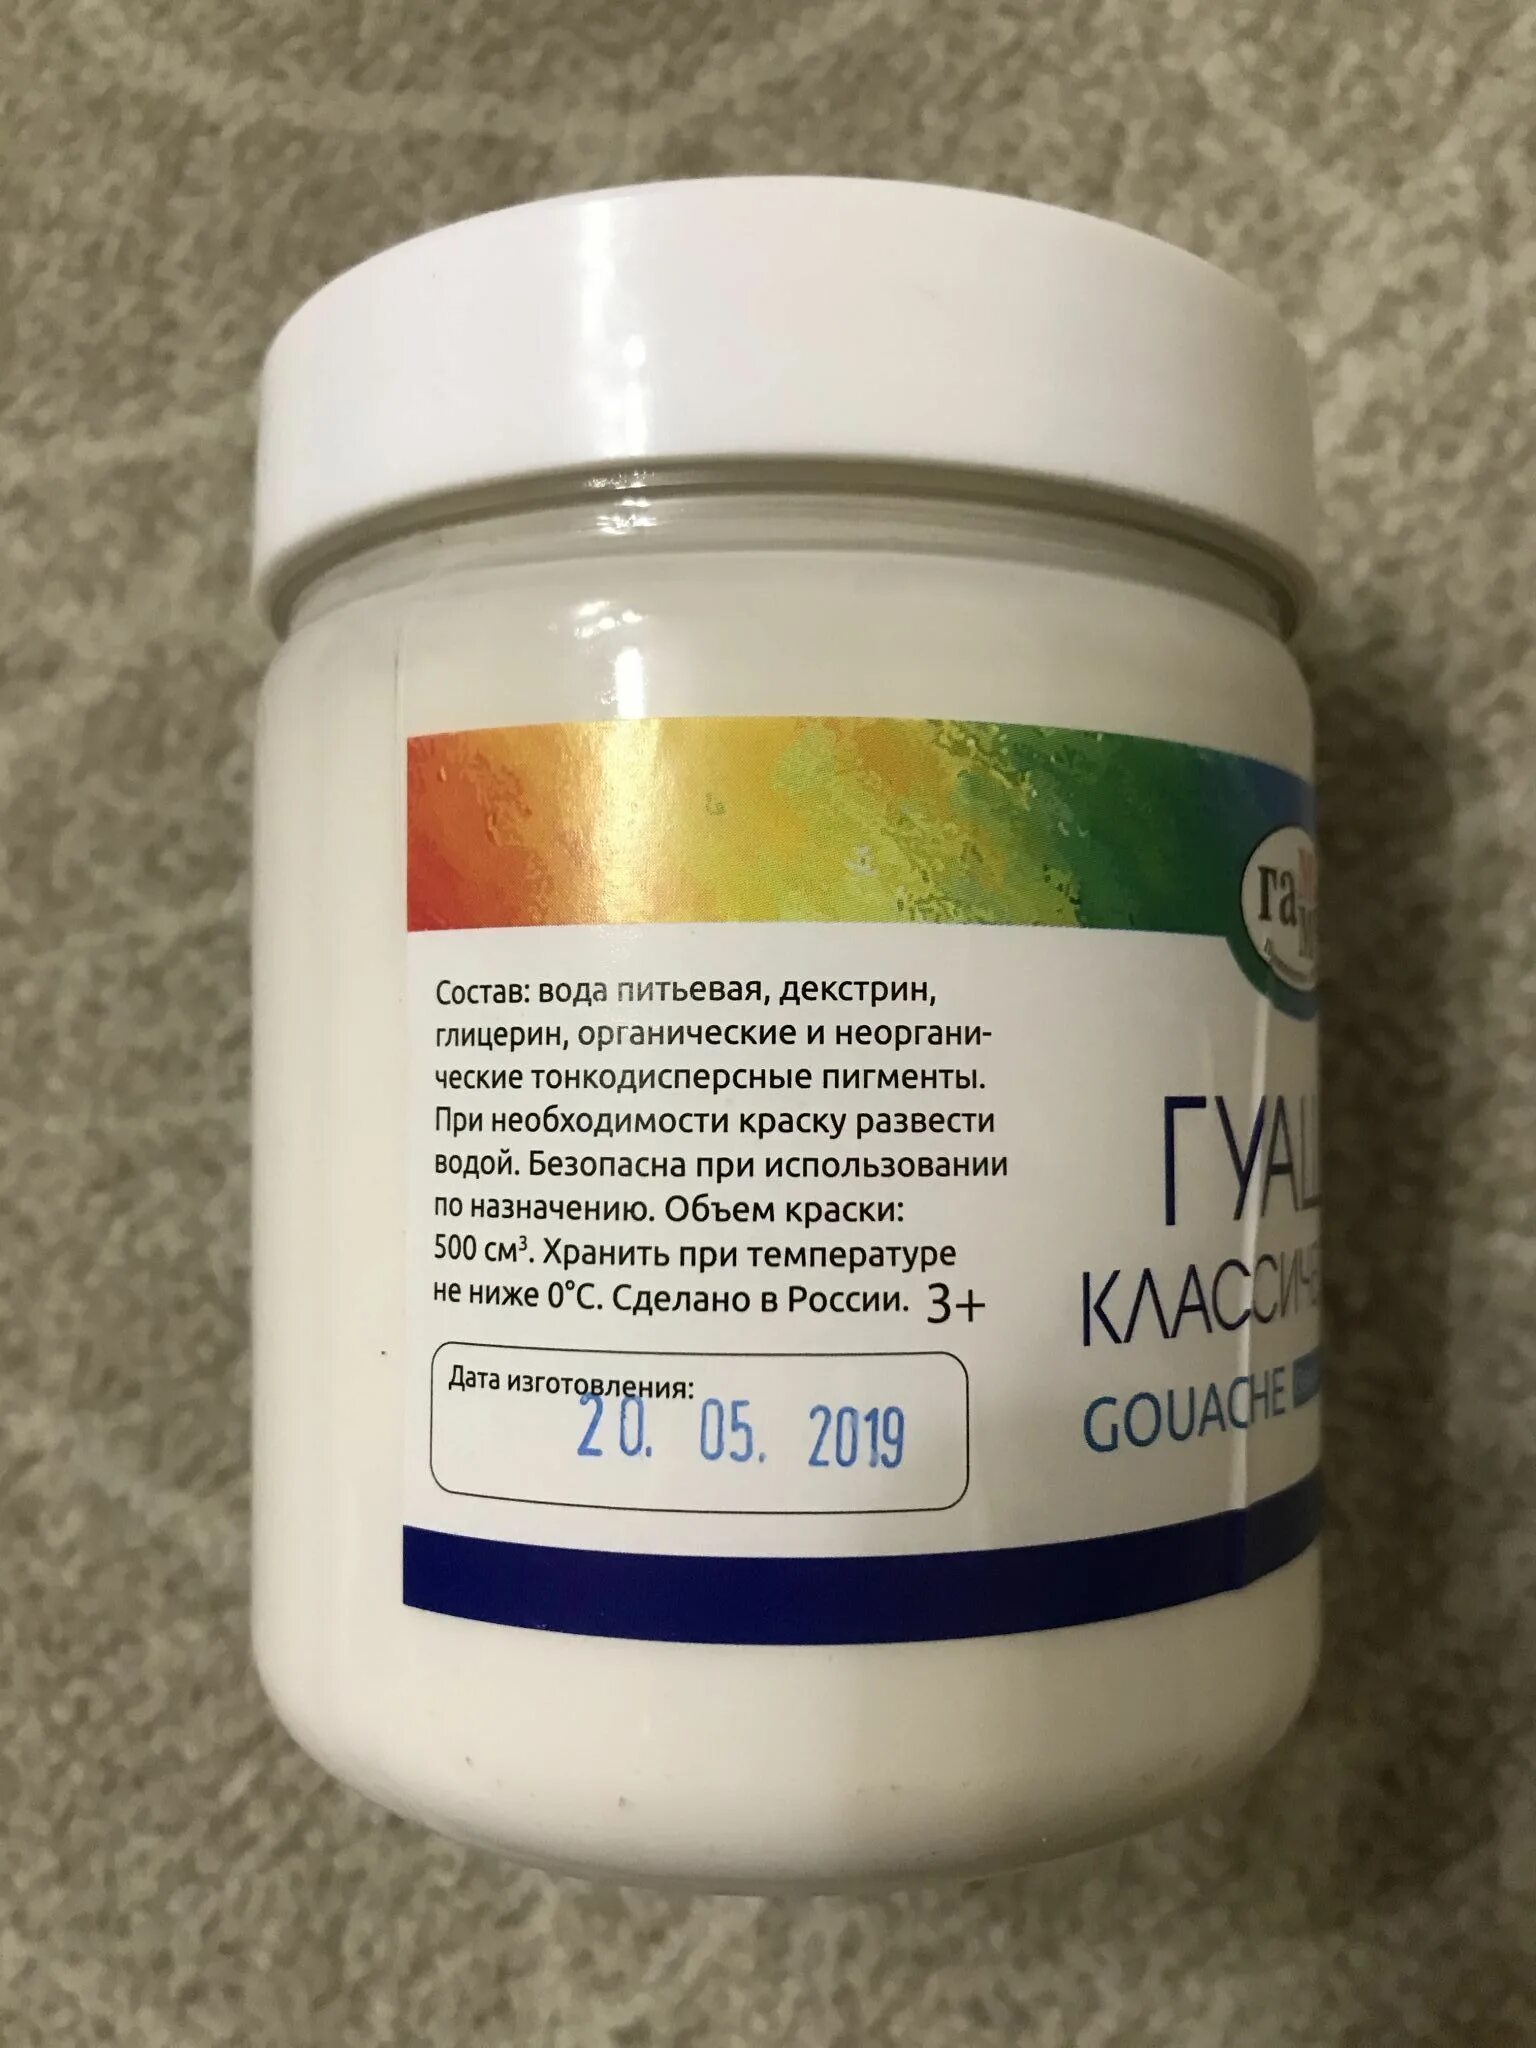 Состав: вода питьевая, декстрин,
глицерин, органические и неоргани-
ческие тонкодисперсные пигменты.
При необходимости краску развести
водой. Безопасна при использовании
по назначению. Объем краски:
500 см³. Хранить при температуре
не ниже 0°С. Сделано в России. 3+
Дата изготовления:
20. 05. 2019
GOUACHE